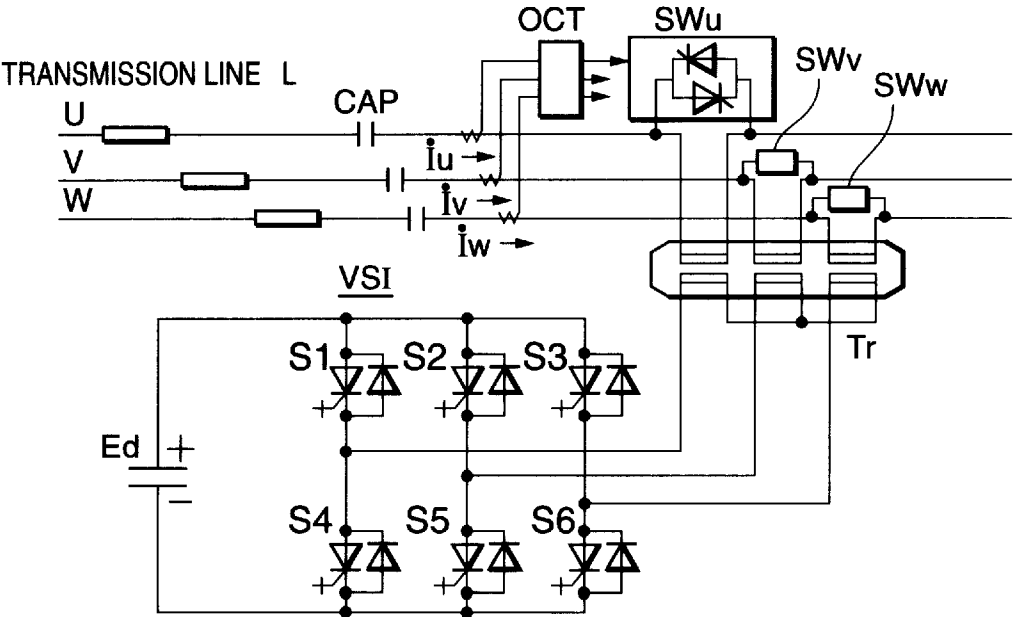 OCT
SWu
SWv
SWw
TRANSMISSION LINE L
CAP
U
V
W
iu
iv
iw
VSI
Tr
S1
S2
S3
Ed
+
−
S4
S5
S6